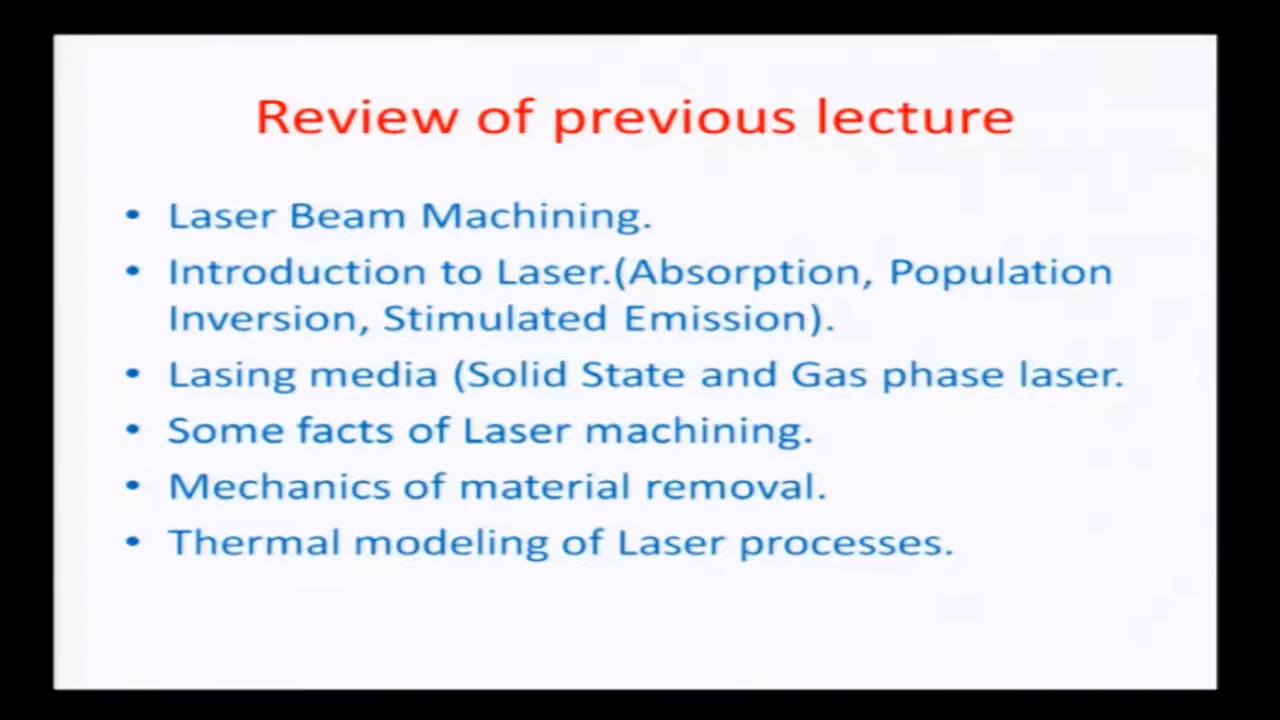 Review of previous lecture
• Laser Beam Machining.
• Introduction to Laser.(Absorption, Population
Inversion, Stimulated Emission).
• Lasing media (Solid State and Gas phase laser.
• Some facts of Laser machining.
• Mechanics of material removal.
• Thermal modeling of Laser processes.